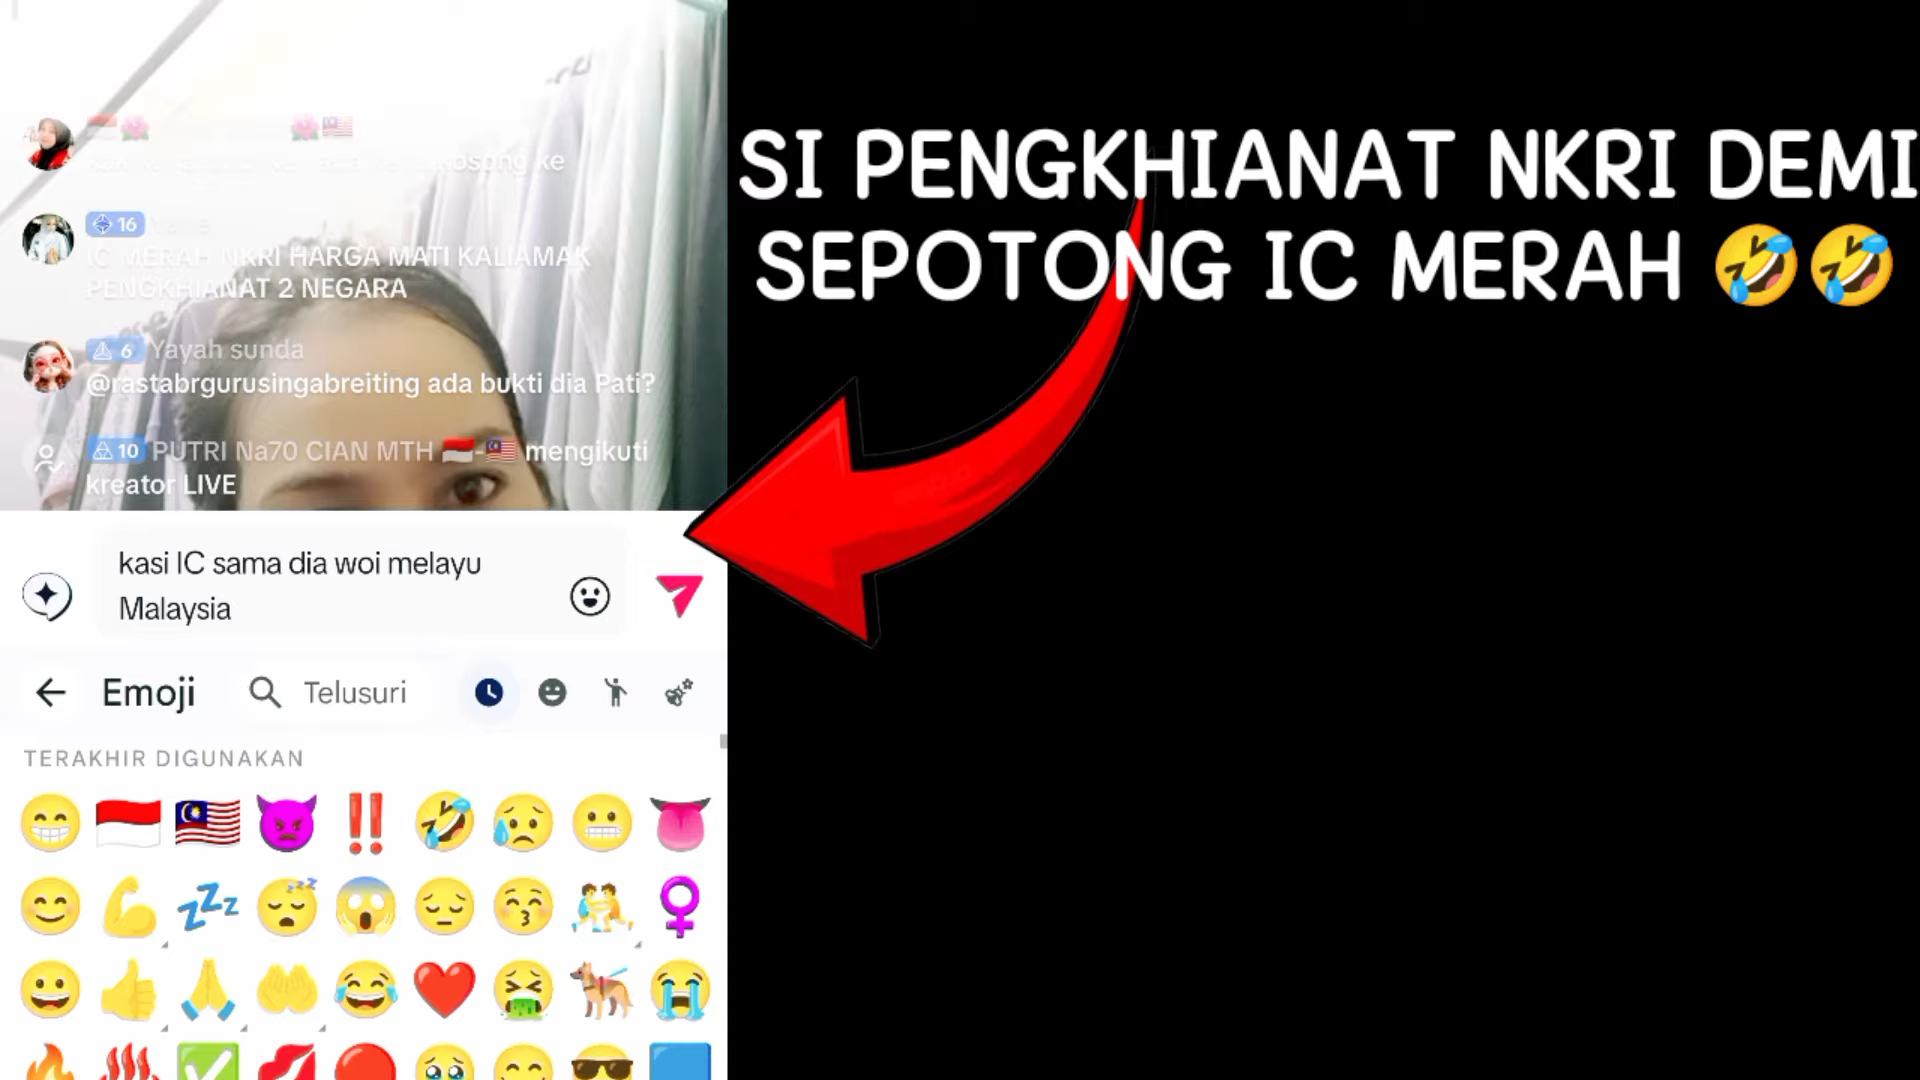 SI PENGKHIANAT NKRI DEMI
SEPOTONG IC MERAH 🤣🤣
kosong ke
16
IC MERAH NKRI HARGA MATI KALIAMAK
PENGKHIANAT 2 NEGARA
6 Yayah sunda
@rastabrgurusingabreiting ada bukti dia Pati?
10 PUTRI Na70 CIAN MTH 🇮🇩-🇲🇾 mengikuti
kreator LIVE
kasi IC sama dia woi melayu
Malaysia
Emoji
Telusuri
TERAKHIR DIGUNAKAN